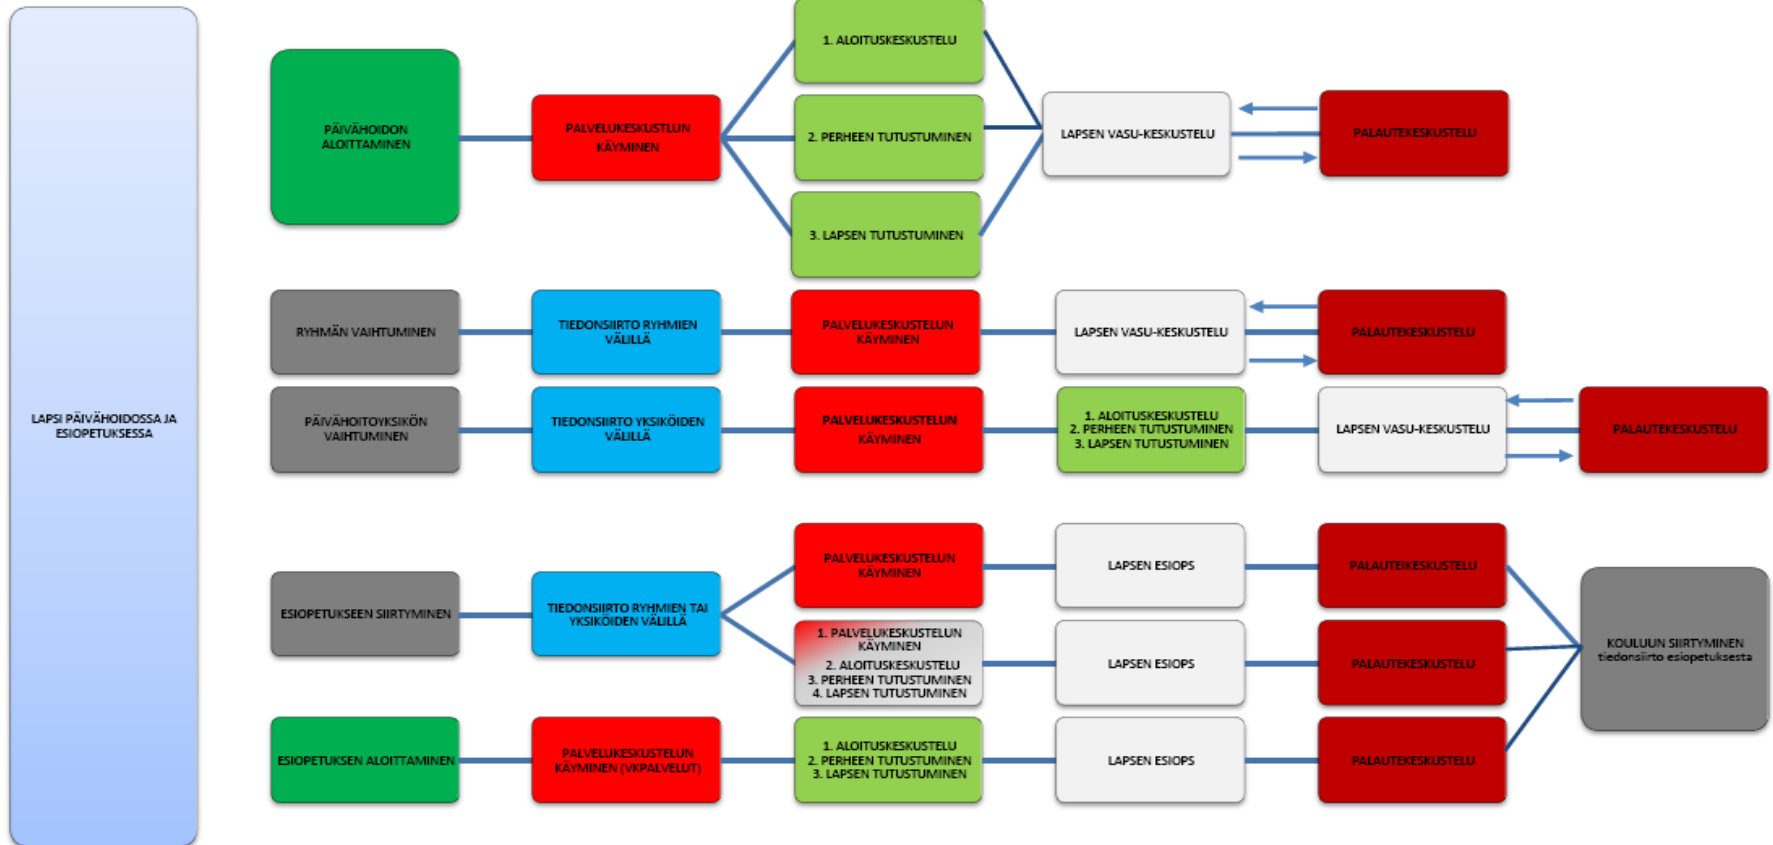 LAPSI PÄIVÄHOIDOSSA JA
ESIOPETUKSESSA
PÄIVÄHOIDON
ALOITTAMINEN
PALVELUKESKUSTLUN
KÄYMINEN
1. ALOITUSKESKUSTELU
2. PERHEEN TUTUSTUMINEN
3. LAPSEN TUTUSTUMINEN
LAPSEN VASU-KESKUSTELU
PALAUTEKESKUSTELU
RYHMÄN VAIHTUMINEN
TIEDONSIIRTO RYHMIEN
VÄLILLÄ
PALVELUKESKUSTELUN
KÄYMINEN
LAPSEN VASU-KESKUSTELU
PALAUTEKESKUSTELU
PÄIVÄHOITOYKSIKÖN
VAIHTUMINEN
TIEDONSIIRTO YKSIKÖIDEN
VÄLILLÄ
PALVELUKESKUSTELUN
KÄYMINEN
1. ALOITUSKESKUSTELU
2. PERHEEN TUTUSTUMINEN
3. LAPSEN TUTUSTUMINEN
LAPSEN VASU-KESKUSTELU
PALAUTEKESKUSTELU
ESIOPETUKSEEN SIIRTYMINEN
TIEDONSIIRTO RYHMIEN TAI
YKSIKÖIDEN VÄLILLÄ
PALVELUKESKUSTELUN
KÄYMINEN
LAPSEN ESIOPS
PALAUTEKESKUSTELU
1. PALVELUKESKUSTELUN
KÄYMINEN
2. ALOITUSKESKUSTELU
3. PERHEEN TUTUSTUMINEN
4. LAPSEN TUTUSTUMINEN
LAPSEN ESIOPS
PALAUTEKESKUSTELU
KOULUUN SIIRTYMINEN
tiedonsiirto esiopetuksesta
ESIOPETUKSEN ALOITTAMINEN
PALVELUKESKUSTELUN
KÄYMINEN (VKPALVELUT)
1. ALOITUSKESKUSTELU
2. PERHEEN TUTUSTUMINEN
3. LAPSEN TUTUSTUMINEN
LAPSEN ESIOPS
PALAUTEKESKUSTELU